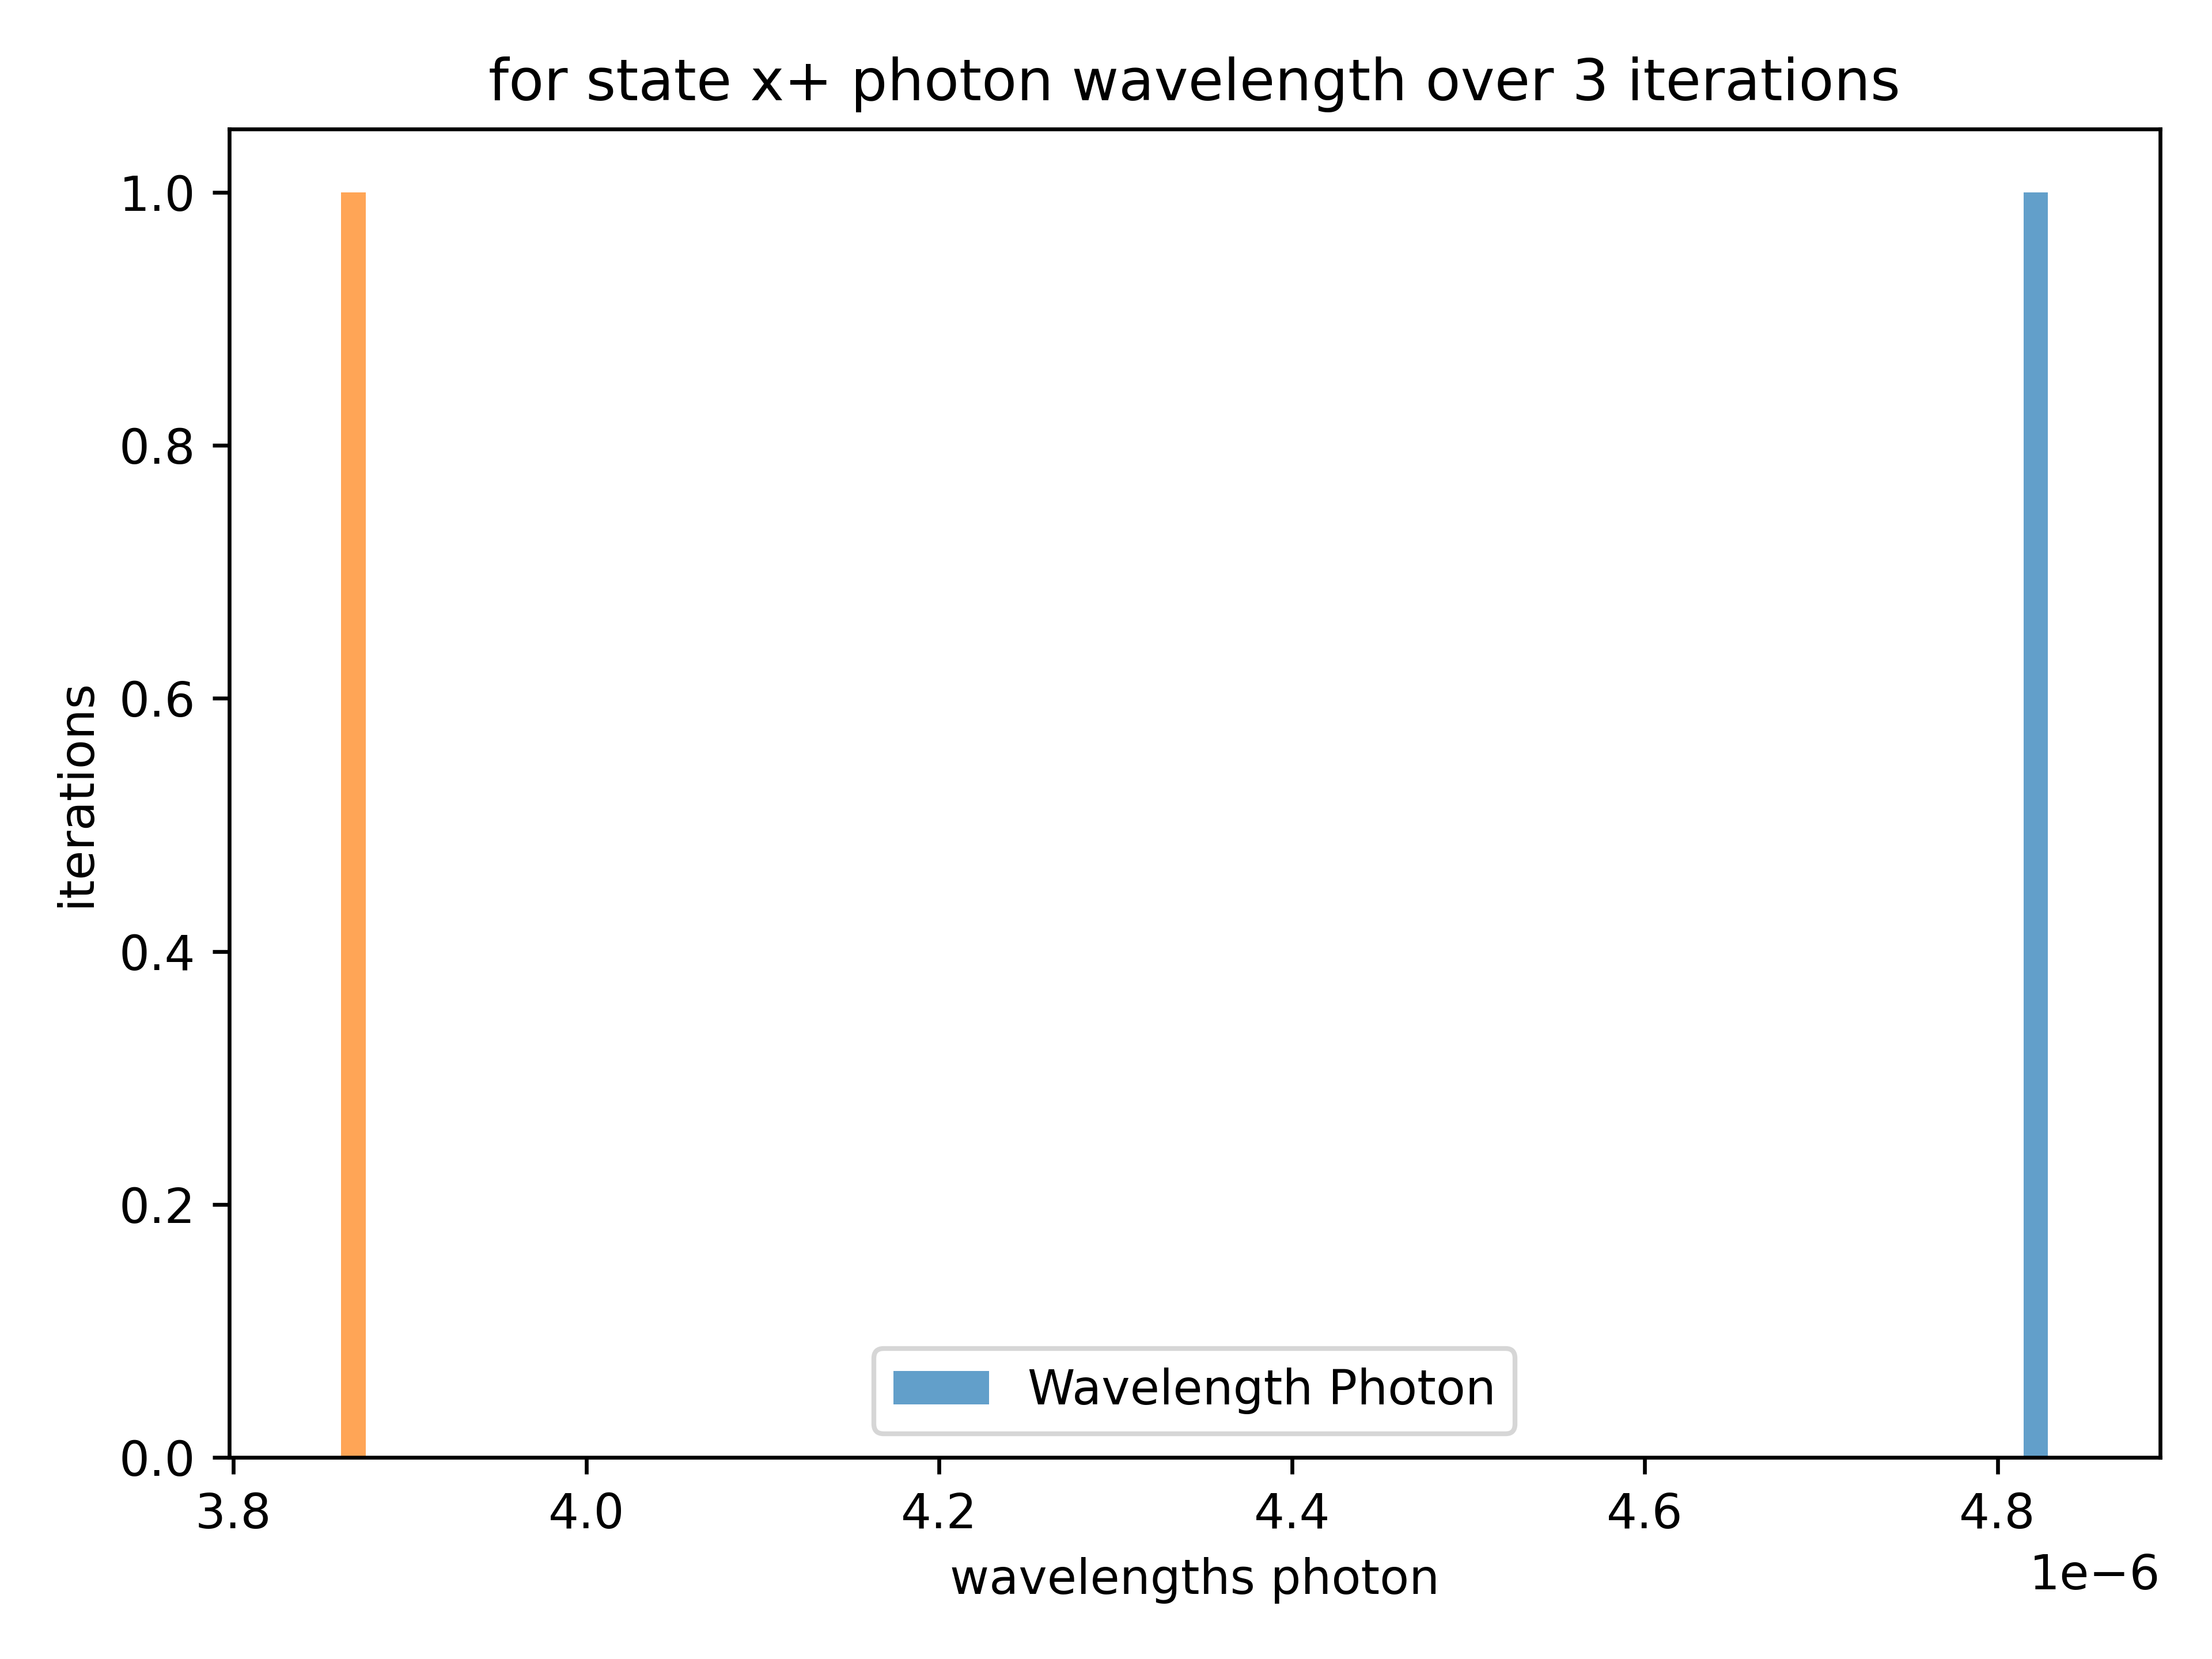 for state x+ photon wavelength over 3 iterations
1.0
0.8
0.6
0.4
0.2
0.0
iterations
Wavelength Photon
3.8 4.0 4.2 4.4 4.6 4.8
1e−6
wavelengths photon